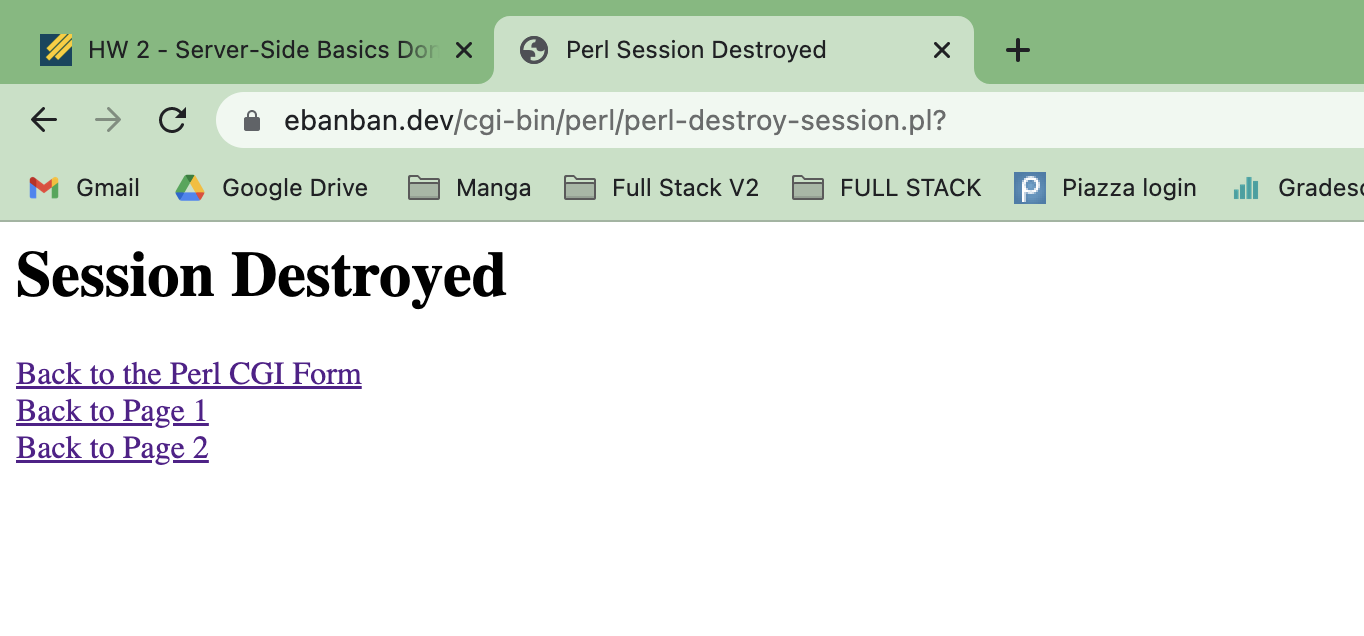 HW 2 - Server-Side Basics Dor
Perl Session Destroyed
ebanban.dev/cgi-bin/perl/perl-destroy-session.pl?
Gmail Google Drive Manga Full Stack V2 FULL STACK Piazza login Gradesc
Session Destroyed
Back to the Perl CGI Form
Back to Page 1
Back to Page 2